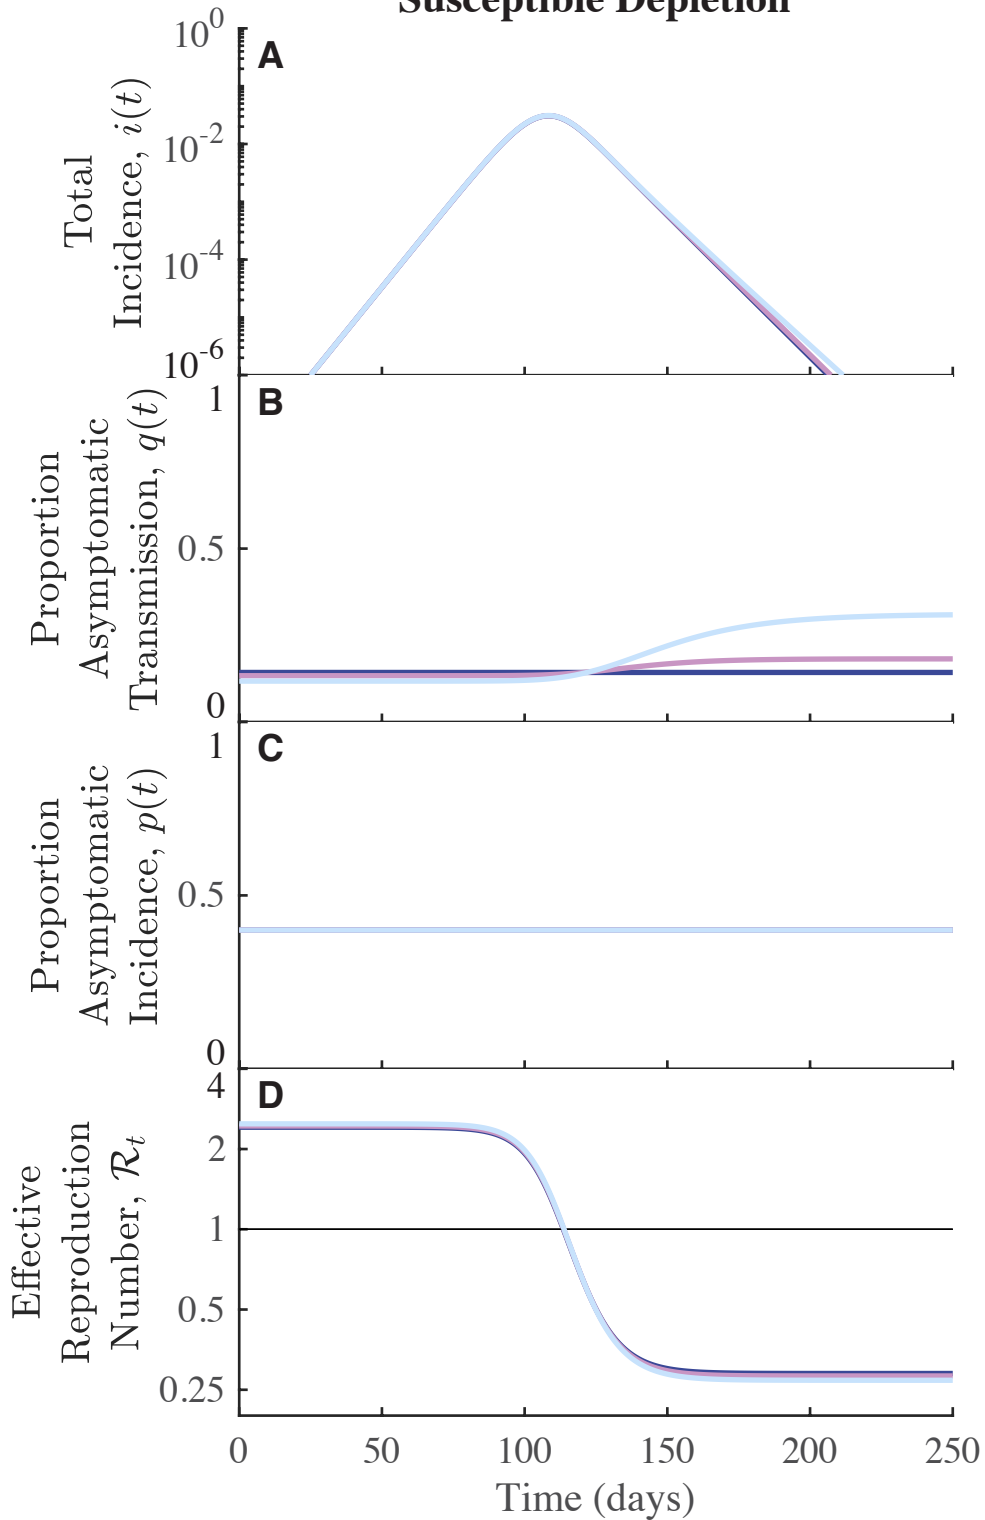 Susceptible Depletion
A
10^0
10^-2
10^-4
10^-6
Total
Incidence, i(t)
B
1
0.5
0
Proportion
Asymptomatic
Transmission, q(t)
C
1
0.5
0
Proportion
Asymptomatic
Incidence, p(t)
D
4
2
1
0.5
0.25
Effective
Reproduction
Number, ℛₜ
0 50 100 150 200 250
Time (days)